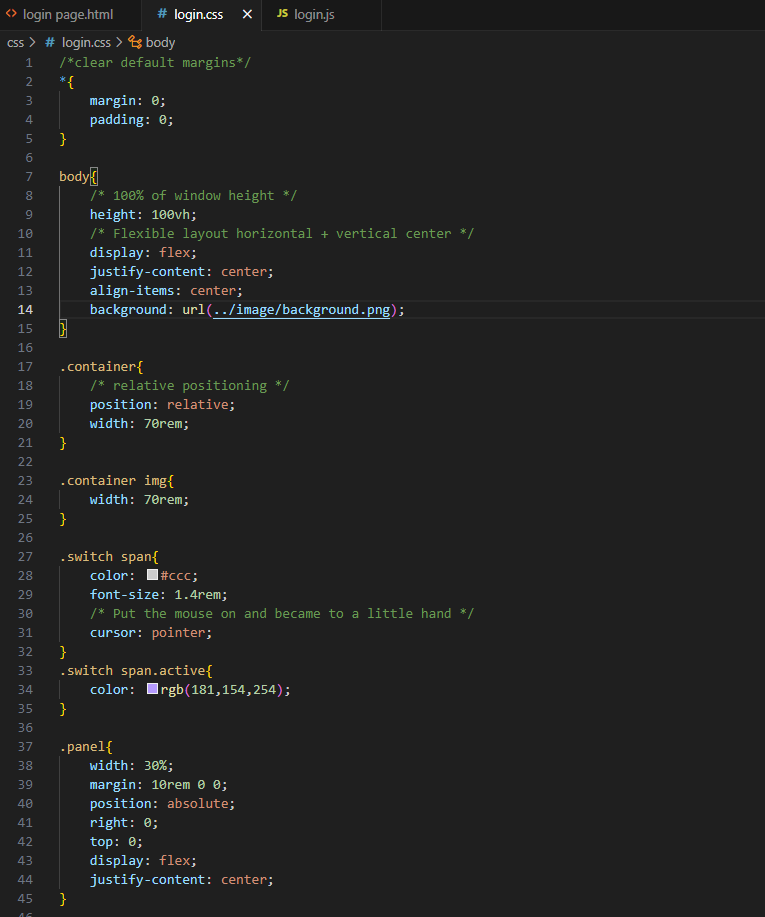 login page.html # login.css × JS login.js
css > # login.css > body
1 /*clear default margins*/
2 *{
3 margin: 0;
4 padding: 0;
5 }
6
7 body{
8 /* 100% of window height */
9 height: 100vh;
10 /* Flexible layout horizontal + vertical center */
11 display: flex;
12 justify-content: center;
13 align-items: center;
14 background: url(../image/background.png);
15 }
16
17 .container{
18 /* relative positioning */
19 position: relative;
20 width: 70rem;
21 }
22
23 .container img{
24 width: 70rem;
25 }
26
27 .switch span{
28 color: #ccc;
29 font-size: 1.4rem;
30 /* Put the mouse on and became to a little hand */
31 cursor: pointer;
32 }
33 .switch span.active{
34 color: rgb(181,154,254);
35 }
36
37 .panel{
38 width: 30%;
39 margin: 10rem 0 0;
40 position: absolute;
41 right: 0;
42 top: 0;
43 display: flex;
44 justify-content: center;
45 }